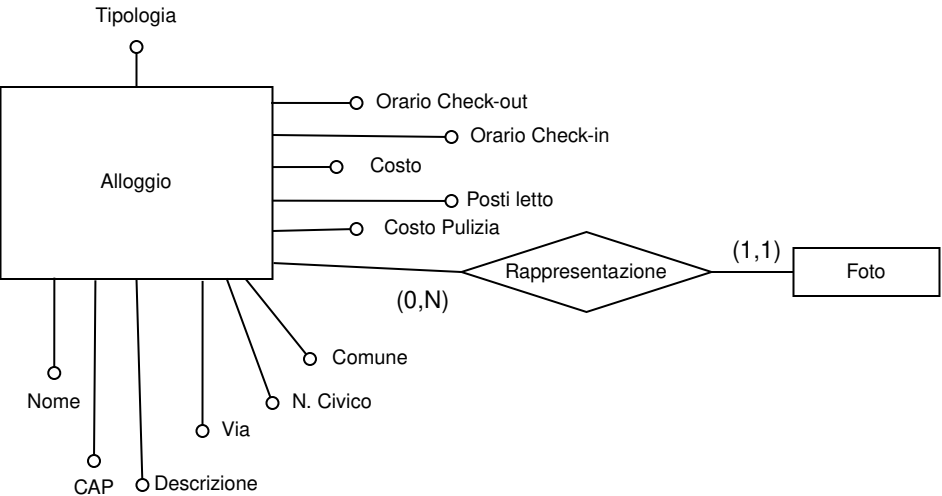 Tipologia
Orario Check-out
Orario Check-in
Costo
Alloggio
Posti letto
Costo Pulizia
(1,1)
Rappresentazione
Foto
(0,N)
Comune
Nome
N. Civico
Via
CAP
Descrizione